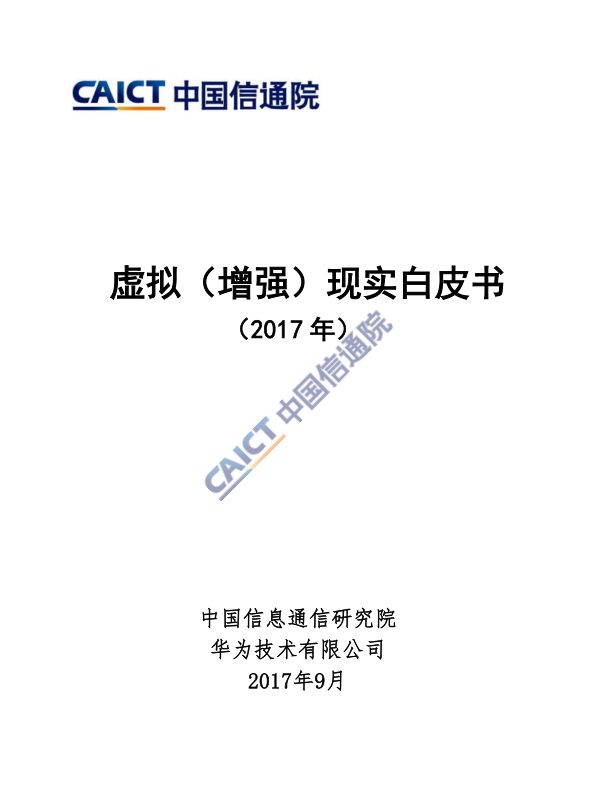 CAICT 中国信通院
虚拟（增强）现实白皮书
（2017 年）
CAICT 中国信通院
中国信息通信研究院
华为技术有限公司
2017年9月